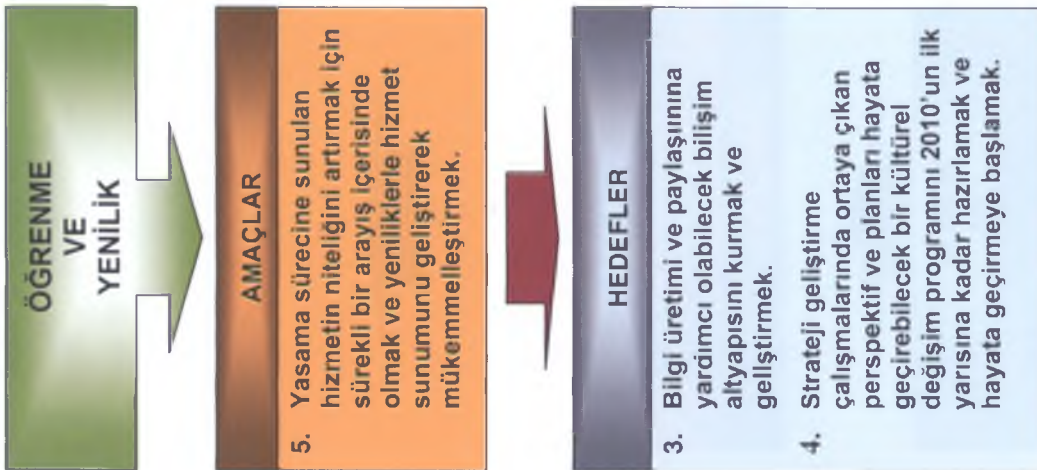 ÖĞRENME
VE
YENİLİK
AMAÇLAR
5. Yasama sürecine sunulan
hizmetin niteliğini artırmak için
sürekli bir arayış içerisinde
olmak ve yeniliklerle hizmet
sunumunu geliştirerek
mükemmelleştirmek.
HEDEFLER
3. Bilgi üretimi ve paylaşımına
yardımcı olabilecek bilişim
altyapısını kurmak ve
geliştirmek.
4. Strateji geliştirme
çalışmalarında ortaya çıkan
perspektif ve planları hayata
geçirebilecek bir kültürel
değişim programını 2010'un ilk
yarısına kadar hazırlamak ve
hayata geçirmeye başlamak.